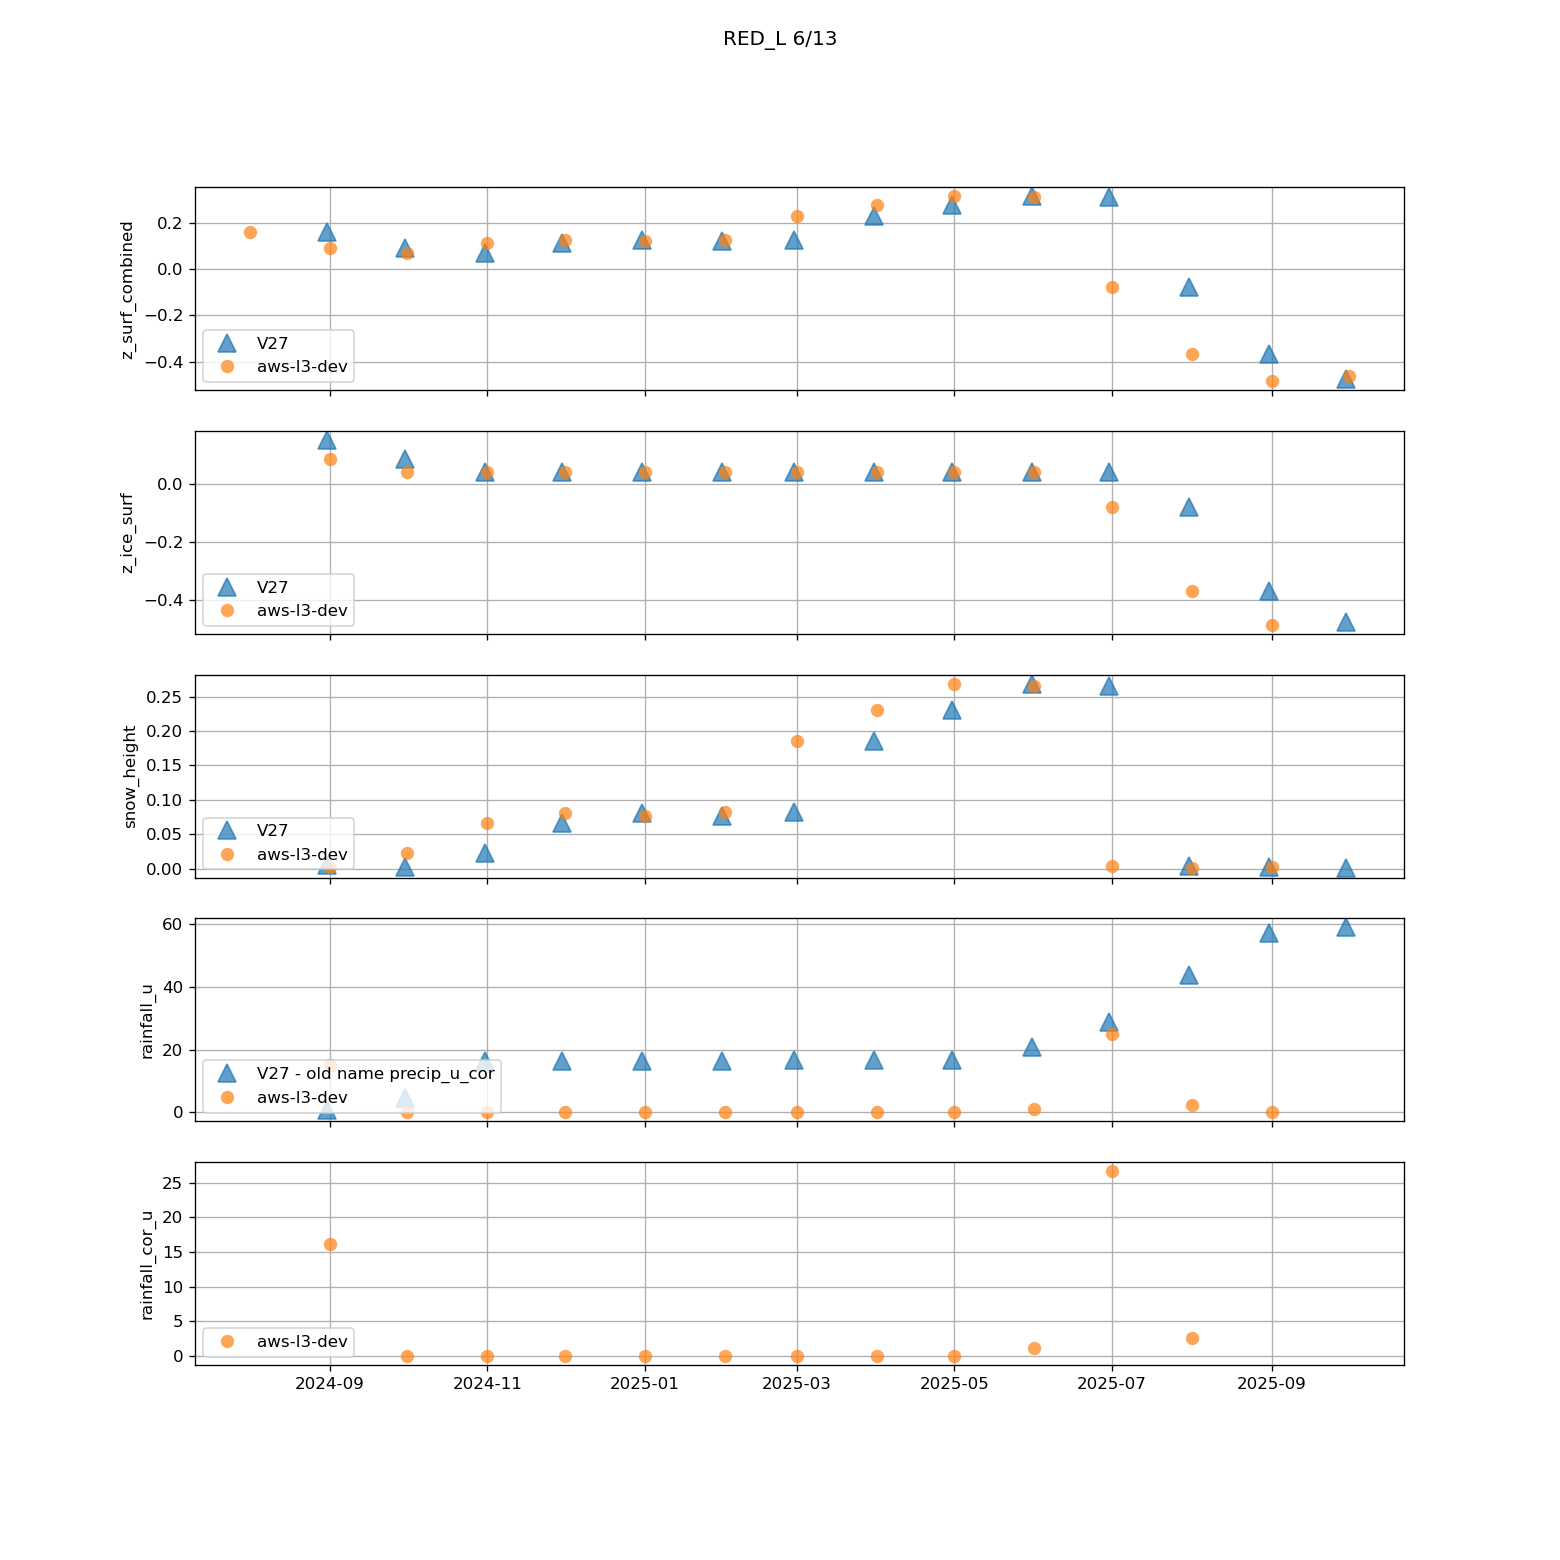 RED_L 6/13
z_surf_combined
0.2
0.0
−0.2
−0.4
V27
aws-l3-dev
z_ice_surf
0.0
−0.2
−0.4
V27
aws-l3-dev
snow_height
0.25
0.20
0.15
0.10
0.05
0.00
V27
aws-l3-dev
rainfall_u
60
40
20
0
V27 - old name precip_u_cor
aws-l3-dev
rainfall_cor_u
25
20
15
10
5
0
aws-l3-dev
2024-09 2024-11 2025-01 2025-03 2025-05 2025-07 2025-09